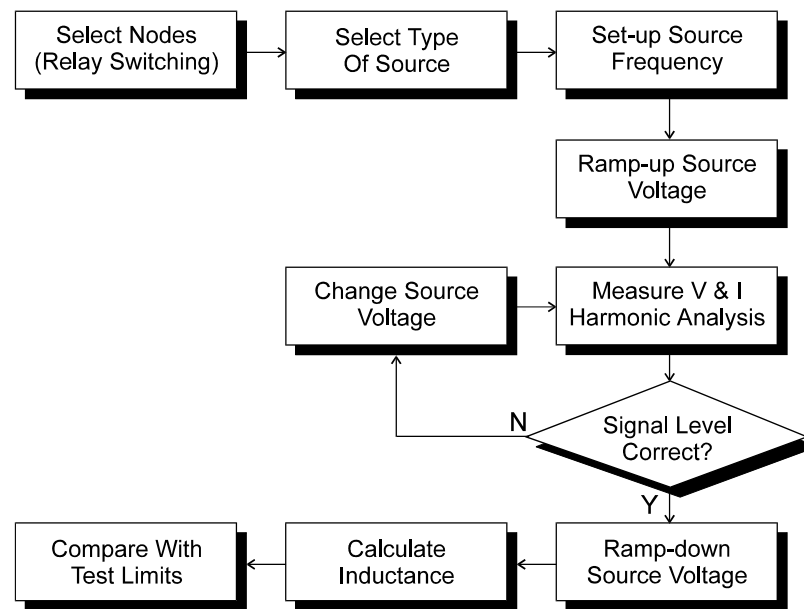 Select Nodes
(Relay Switching)
Select Type
Of Source
Set-up Source
Frequency
Ramp-up Source
Voltage
Change Source
Voltage
Measure V & I
Harmonic Analysis
N
Signal Level
Correct?
Y
Compare With
Test Limits
Calculate
Inductance
Ramp-down
Source Voltage